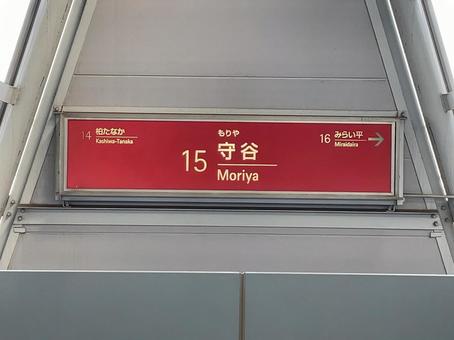 14 柏たなか
Kashiwa-Tanaka
もりや
15 守谷
Moriya
16 みらい平
Miraidaira